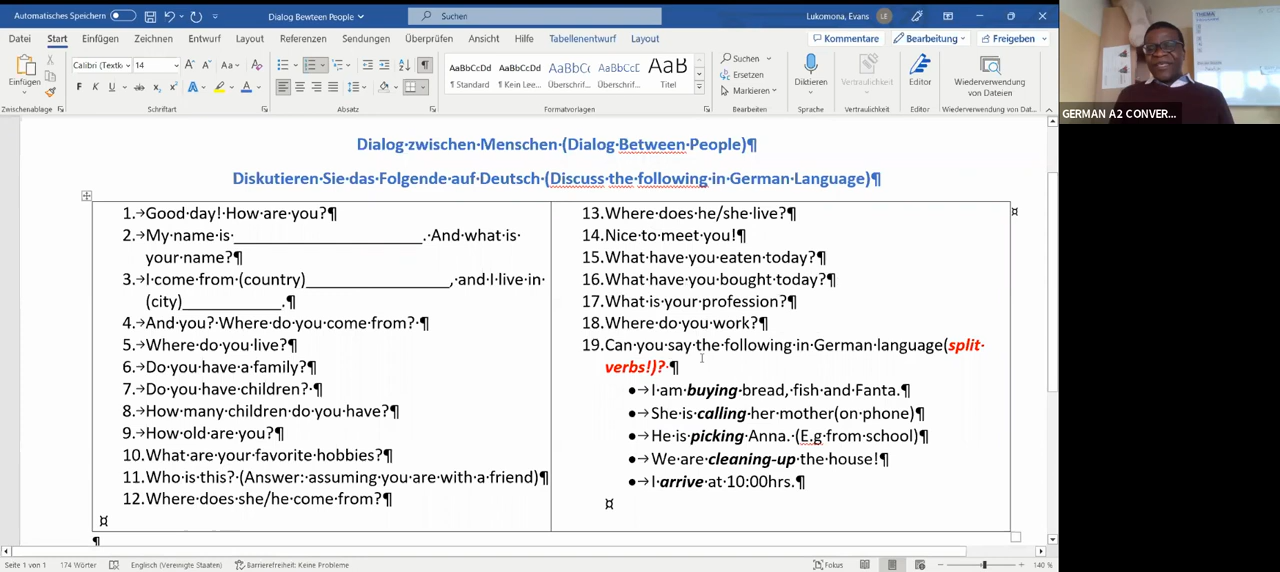 Automatisches Speichern
Dialog Bewteen People
Suchen
Lukomona, Evans
LE
Datei Start Einfügen Zeichnen Entwurf Layout Referenzen Sendungen Überprüfen Ansicht Hilfe Tabellenentwurf Layout
Kommentare Bearbeitung Freigeben
Einfügen
Zwischenablage
Calibri (Textk 14
F K U
Schriftart
Absatz
AaBbCcDd AaBbCcDd AaBbCc AaBbCcC AaB
¶ Standard ¶ Kein Lee... Überschrif... Überschrif... Titel
Formatvorlagen
Suchen
Ersetzen
Markieren
Bearbeiten
Diktieren
Sprache
Vertraulichkeit
Vertraulichkeit
Editor
Editor
Wiederverwendung von Dateien
Wiederverwendung von Dat...
GERMAN A2 CONVER...
Dialog zwischen Menschen (Dialog Between People)¶
Diskutieren Sie das Folgende auf Deutsch (Discuss the following in German Language)¶
1. Good day! How are you?¶
2. My name is ______________________. And what is
your name?¶
3. I come from (country)_________________, and I live in
(city)___________.¶
4. And you? Where do you come from? ¶
5. Where do you live?¶
6. Do you have a family?¶
7. Do you have children?¶
8. How many children do you have?¶
9. How old are you?¶
10. What are your favorite hobbies?¶
11. Who is this? (Answer: assuming you are with a friend)¶
12. Where does she/he come from?¶
13. Where does he/she live?¶
14. Nice to meet you!¶
15. What have you eaten today?¶
16. What have you bought today?¶
17. What is your profession?¶
18. Where do you work?¶
19. Can you say the following in German language(split
verbs!)? ¶
● I am buying bread, fish and Fanta.¶
● She is calling her mother(on phone)¶
● He is picking Anna. (E.g from school)¶
● We are cleaning-up the house!¶
● I arrive at 10:00hrs.¶
Seite 1 von 1 174 Wörter Englisch (Vereinigte Staaten) Barrierefreiheit: Keine Probleme Fokus 140 %